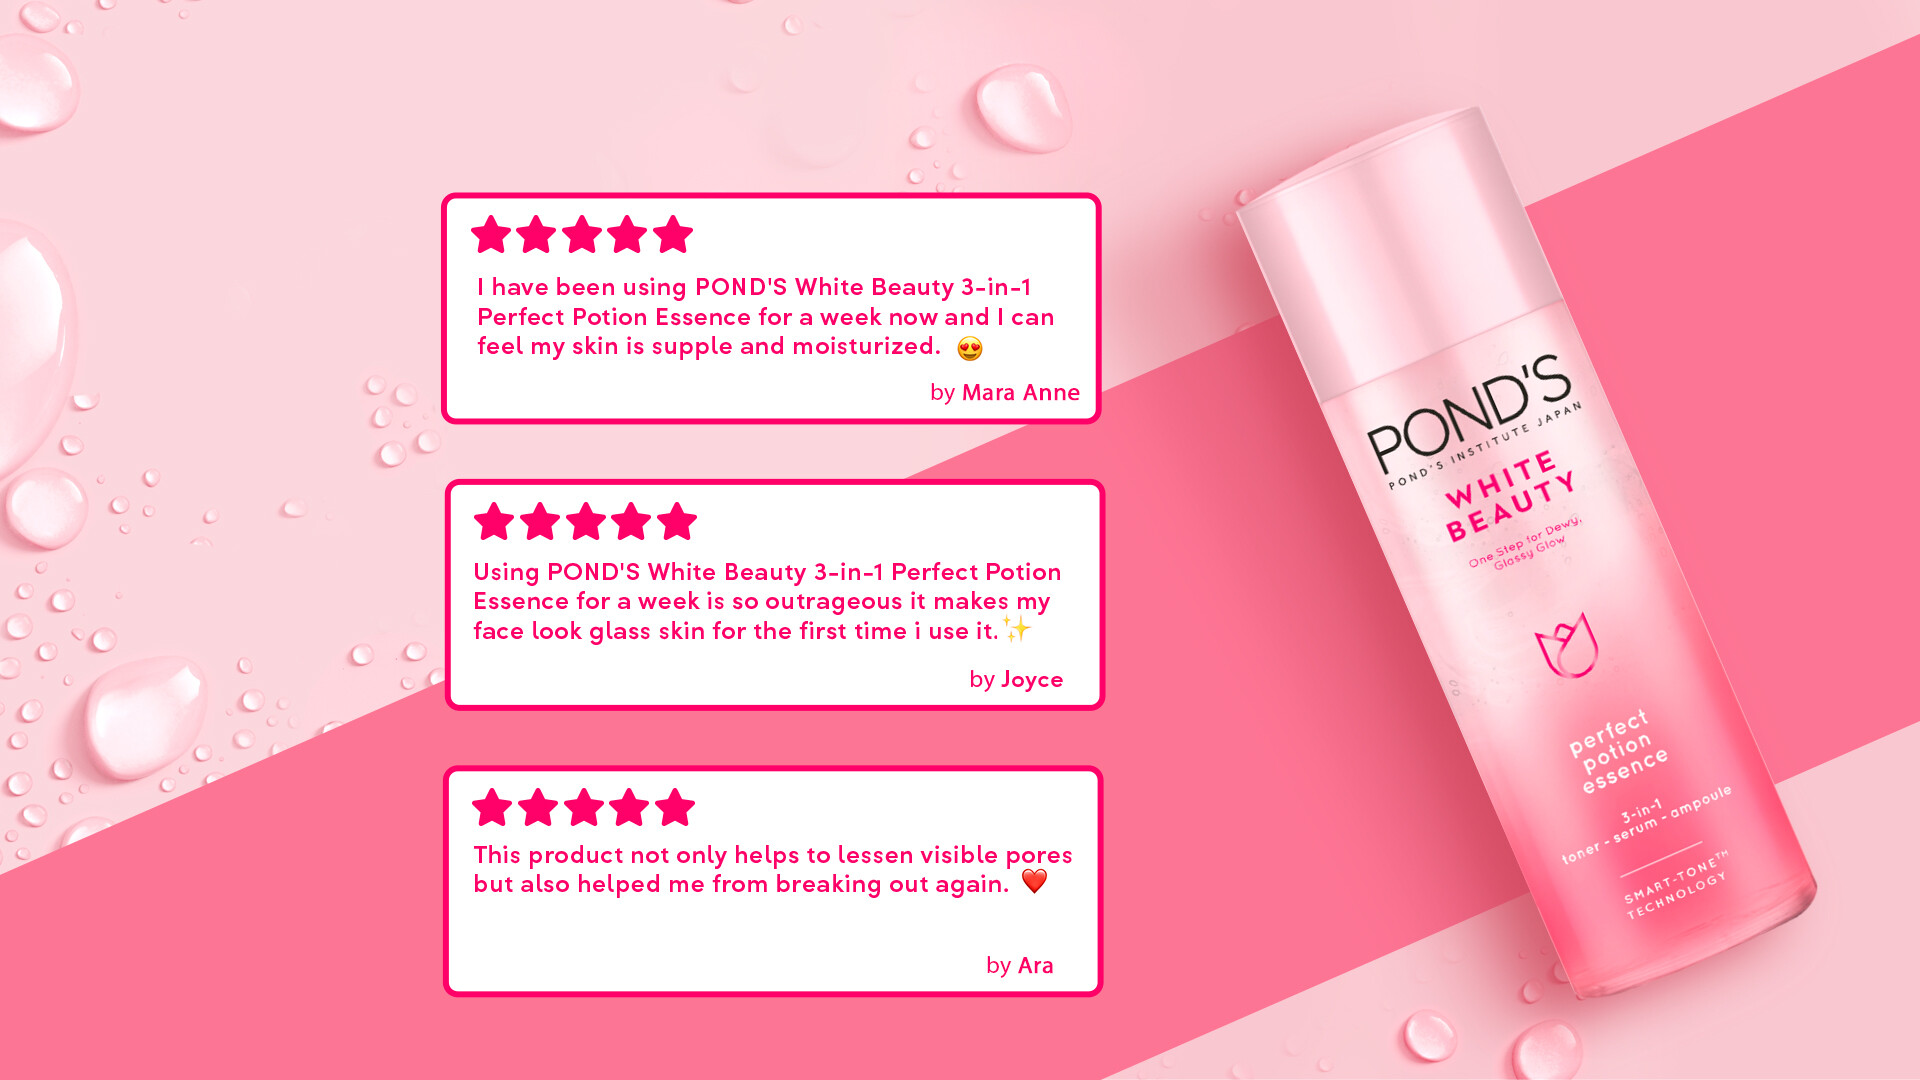 I have been using POND'S White Beauty 3-in-1
Perfect Potion Essence for a week now and I can
feel my skin is supple and moisturized. 😍
by Mara Anne
Using POND'S White Beauty 3-in-1 Perfect Potion
Essence for a week is so outrageous it makes my
face look glass skin for the first time i use it.✨
by Joyce
This product not only helps to lessen visible pores
but also helped me from breaking out again. ❤️
by Ara
POND'S
POND'S INSTITUTE JAPAN
WHITE
BEAUTY
One Step for Dewy,
Glossy Glow
perfect
potion
essence
3-in-1
toner - serum - ampoule
SMART-TONE™
TECHNOLOGY